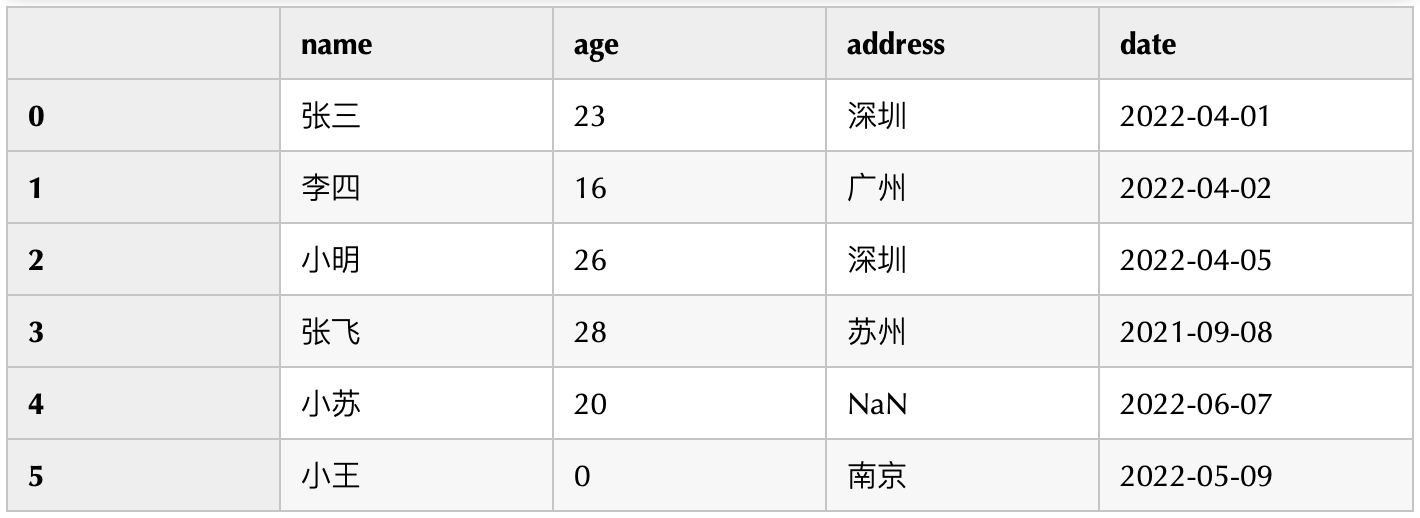 name age address date
0 张三 23 深圳 2022-04-01
1 李四 16 广州 2022-04-02
2 小明 26 深圳 2022-04-05
3 张飞 28 苏州 2021-09-08
4 小苏 20 NaN 2022-06-07
5 小王 0 南京 2022-05-09